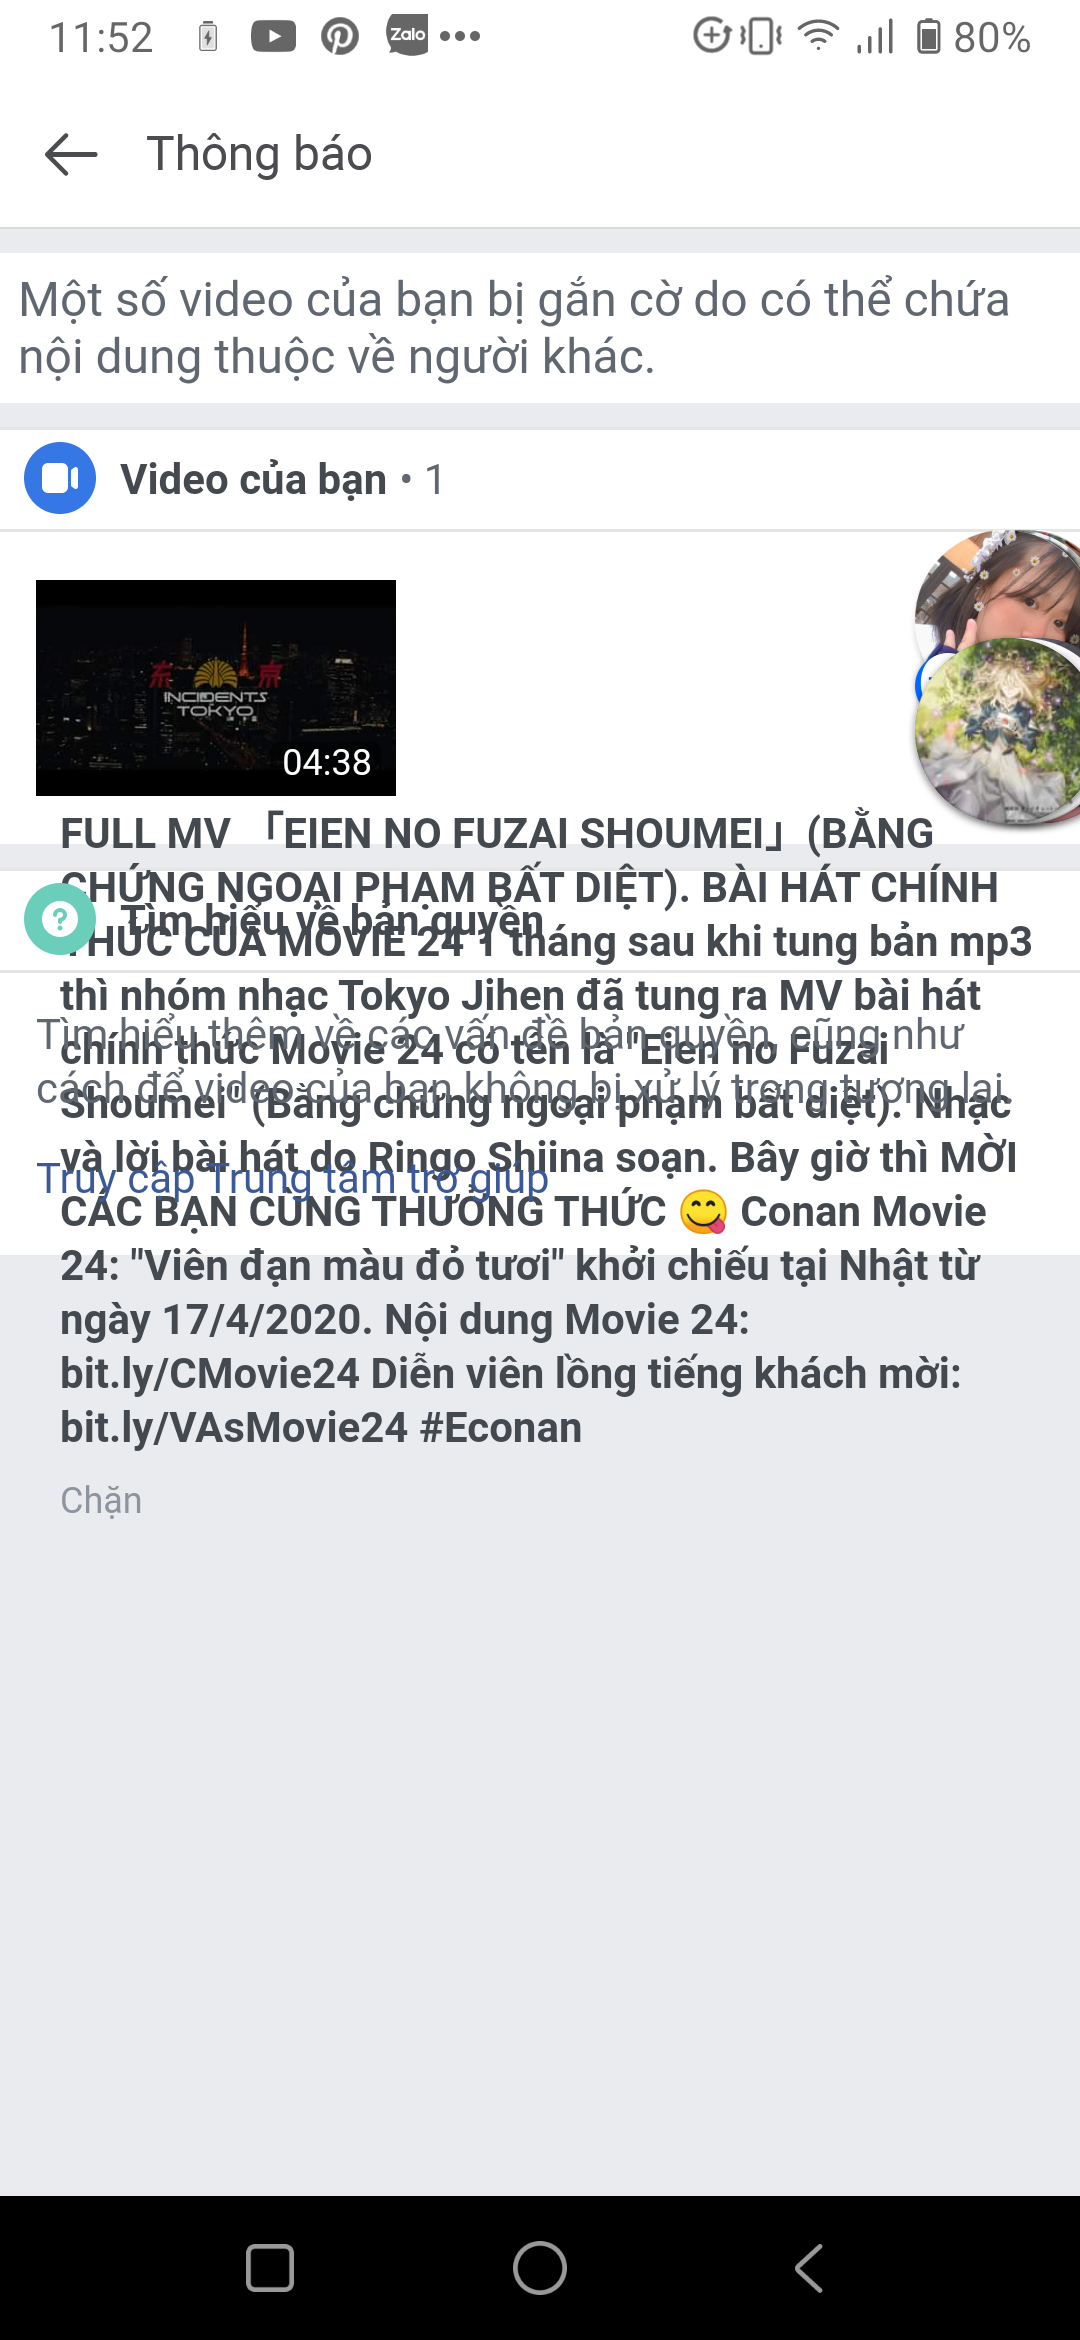 11:52
Zalo
80%
Thông báo
Một số video của bạn bị gắn cờ do có thể chứa
nội dung thuộc về người khác.
Video của bạn • 1
东 京
INCIDENTS
TOKYO
04:38
FULL MV 「EIEN NO FUZAI SHOUMEI」 (BẰNG
CHỨNG NGOẠI PHẠM BẤT DIỆT). BÀI HÁT CHÍNH
THỨC CỦA MOVIE 24 1 tháng sau khi tung bản mp3
thì nhóm nhạc Tokyo Jihen đã tung ra MV bài hát
chính thức Movie 24 có tên là "Eien no Fuzai
Shoumei" (Bằng chứng ngoại phạm bất diệt). Nhạc
và lời bài hát do Ringo Shiina soạn. Bây giờ thì MỜI
CÁC BẠN CÙNG THƯỞNG THỨC 😋 Conan Movie
24: "Viên đạn màu đỏ tươi" khởi chiếu tại Nhật từ
ngày 17/4/2020. Nội dung Movie 24:
bit.ly/CMovie24 Diễn viên lồng tiếng khách mời:
bit.ly/VAsMovie24 #Econan
Chặn
Tìm hiểu về bản quyền
Tìm hiểu thêm về các vấn đề bản quyền, cũng như
cách để video của bạn không bị xử lý trong tương lai.
Truy cập Trung tâm trợ giúp